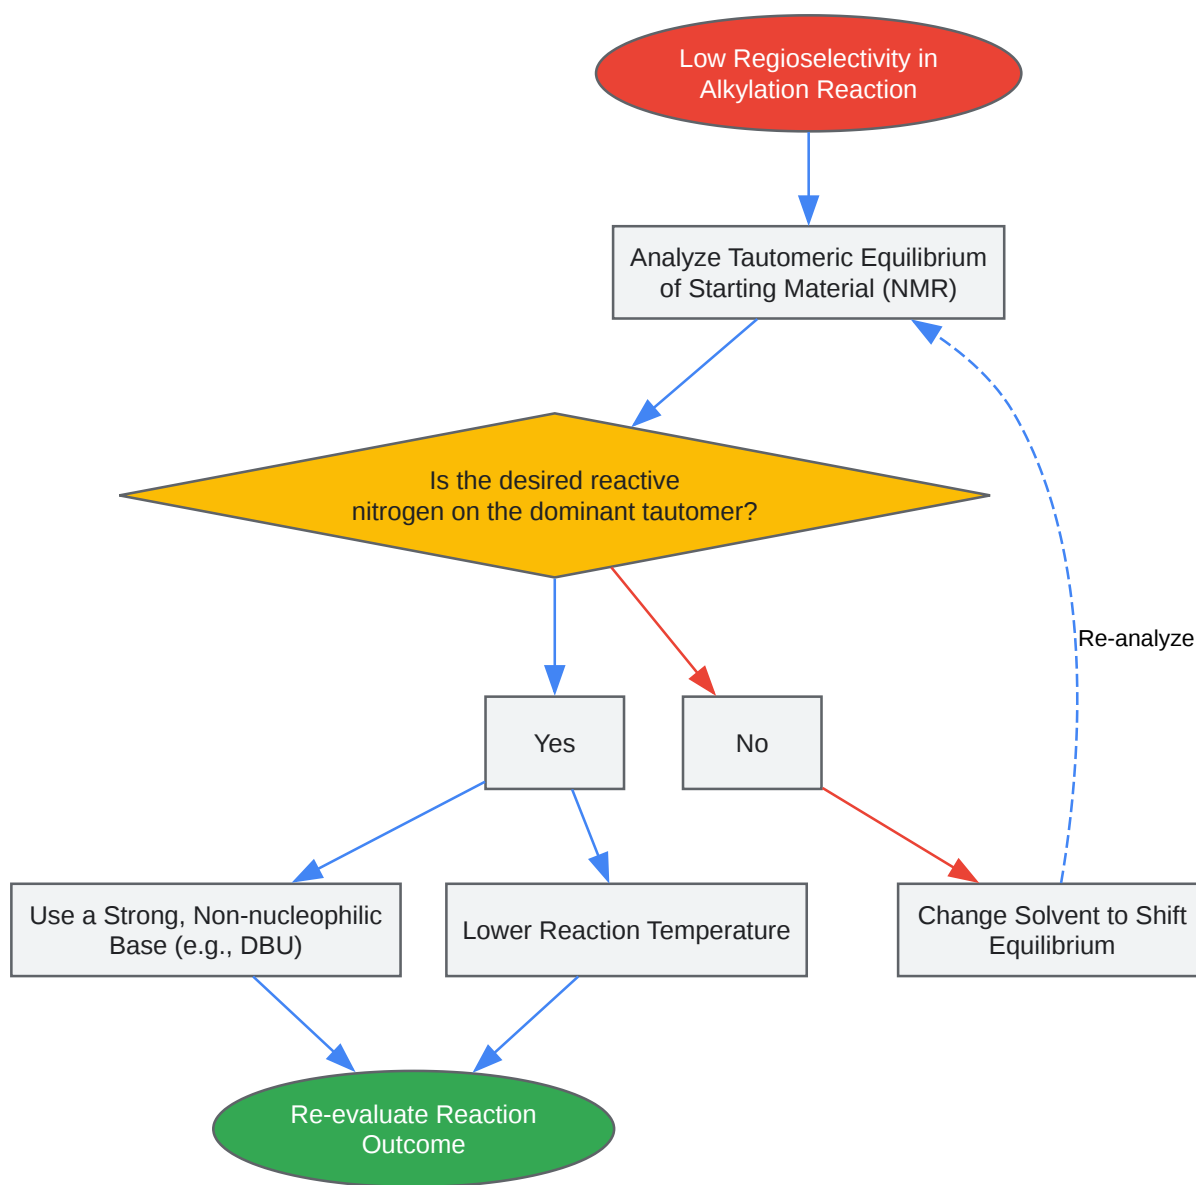 Low Regioselectivity in
Alkylation Reaction
Analyze Tautomeric Equilibrium
of Starting Material (NMR)
Is the desired reactive
nitrogen on the dominant tautomer?
Re-analyze
Yes
No
Use a Strong, Non-nucleophilic
Base (e.g., DBU)
Lower Reaction Temperature
Change Solvent to Shift
Equilibrium
Re-evaluate Reaction
Outcome